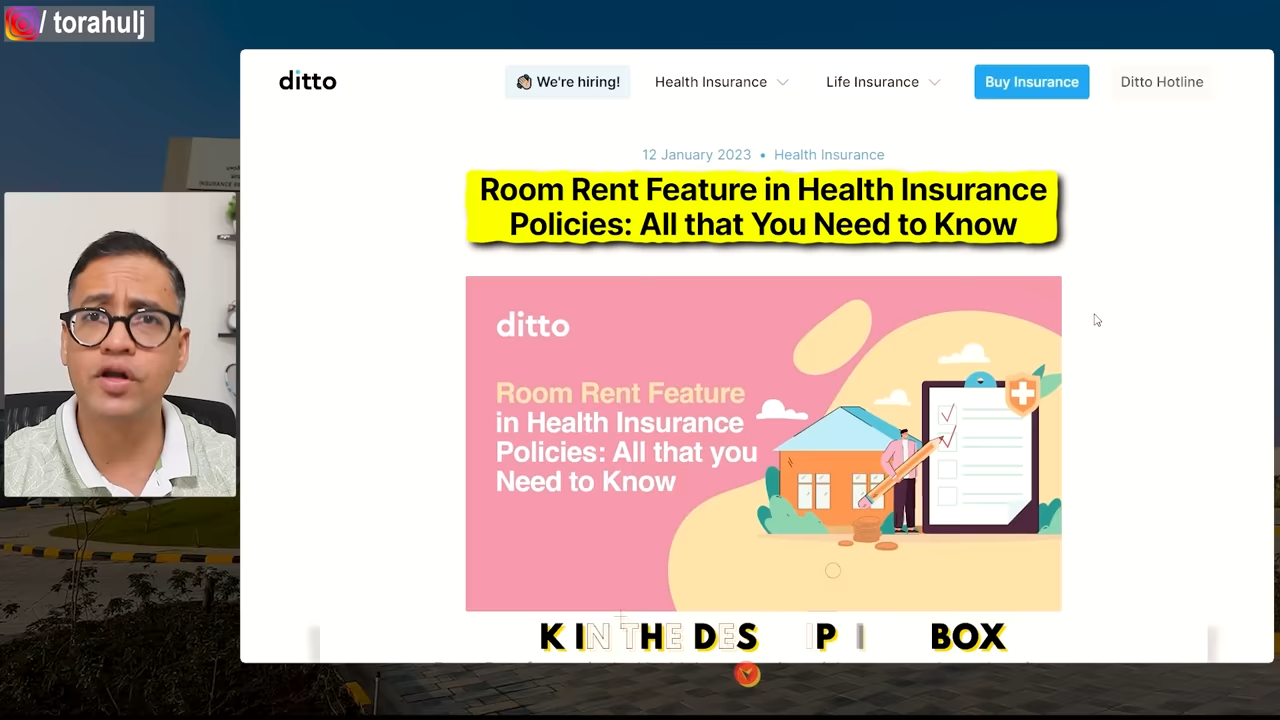 / torahulj
ditto
We're hiring!
Health Insurance
Life Insurance
Buy Insurance
Ditto Hotline
12 January 2023 • Health Insurance
Room Rent Feature in Health Insurance
Policies: All that You Need to Know
ditto
Room Rent Feature
in Health Insurance
Policies: All that you
Need to Know
IN THE BOX